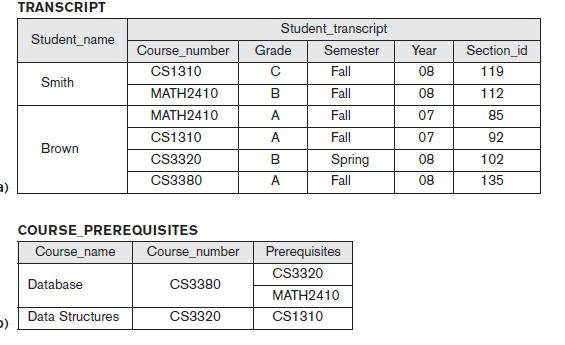 TRANSCRIPT
Student_name Student_transcript
Course_number Grade Semester Year Section_id
Smith CS1310 C Fall 08 119
MATH2410 B Fall 08 112
Brown MATH2410 A Fall 07 85
CS1310 A Fall 07 92
CS3320 B Spring 08 102
CS3380 A Fall 08 135
COURSE_PREREQUISITES
Course_name Course_number Prerequisites
Database CS3380 CS3320
MATH2410
Data Structures CS3320 CS1310